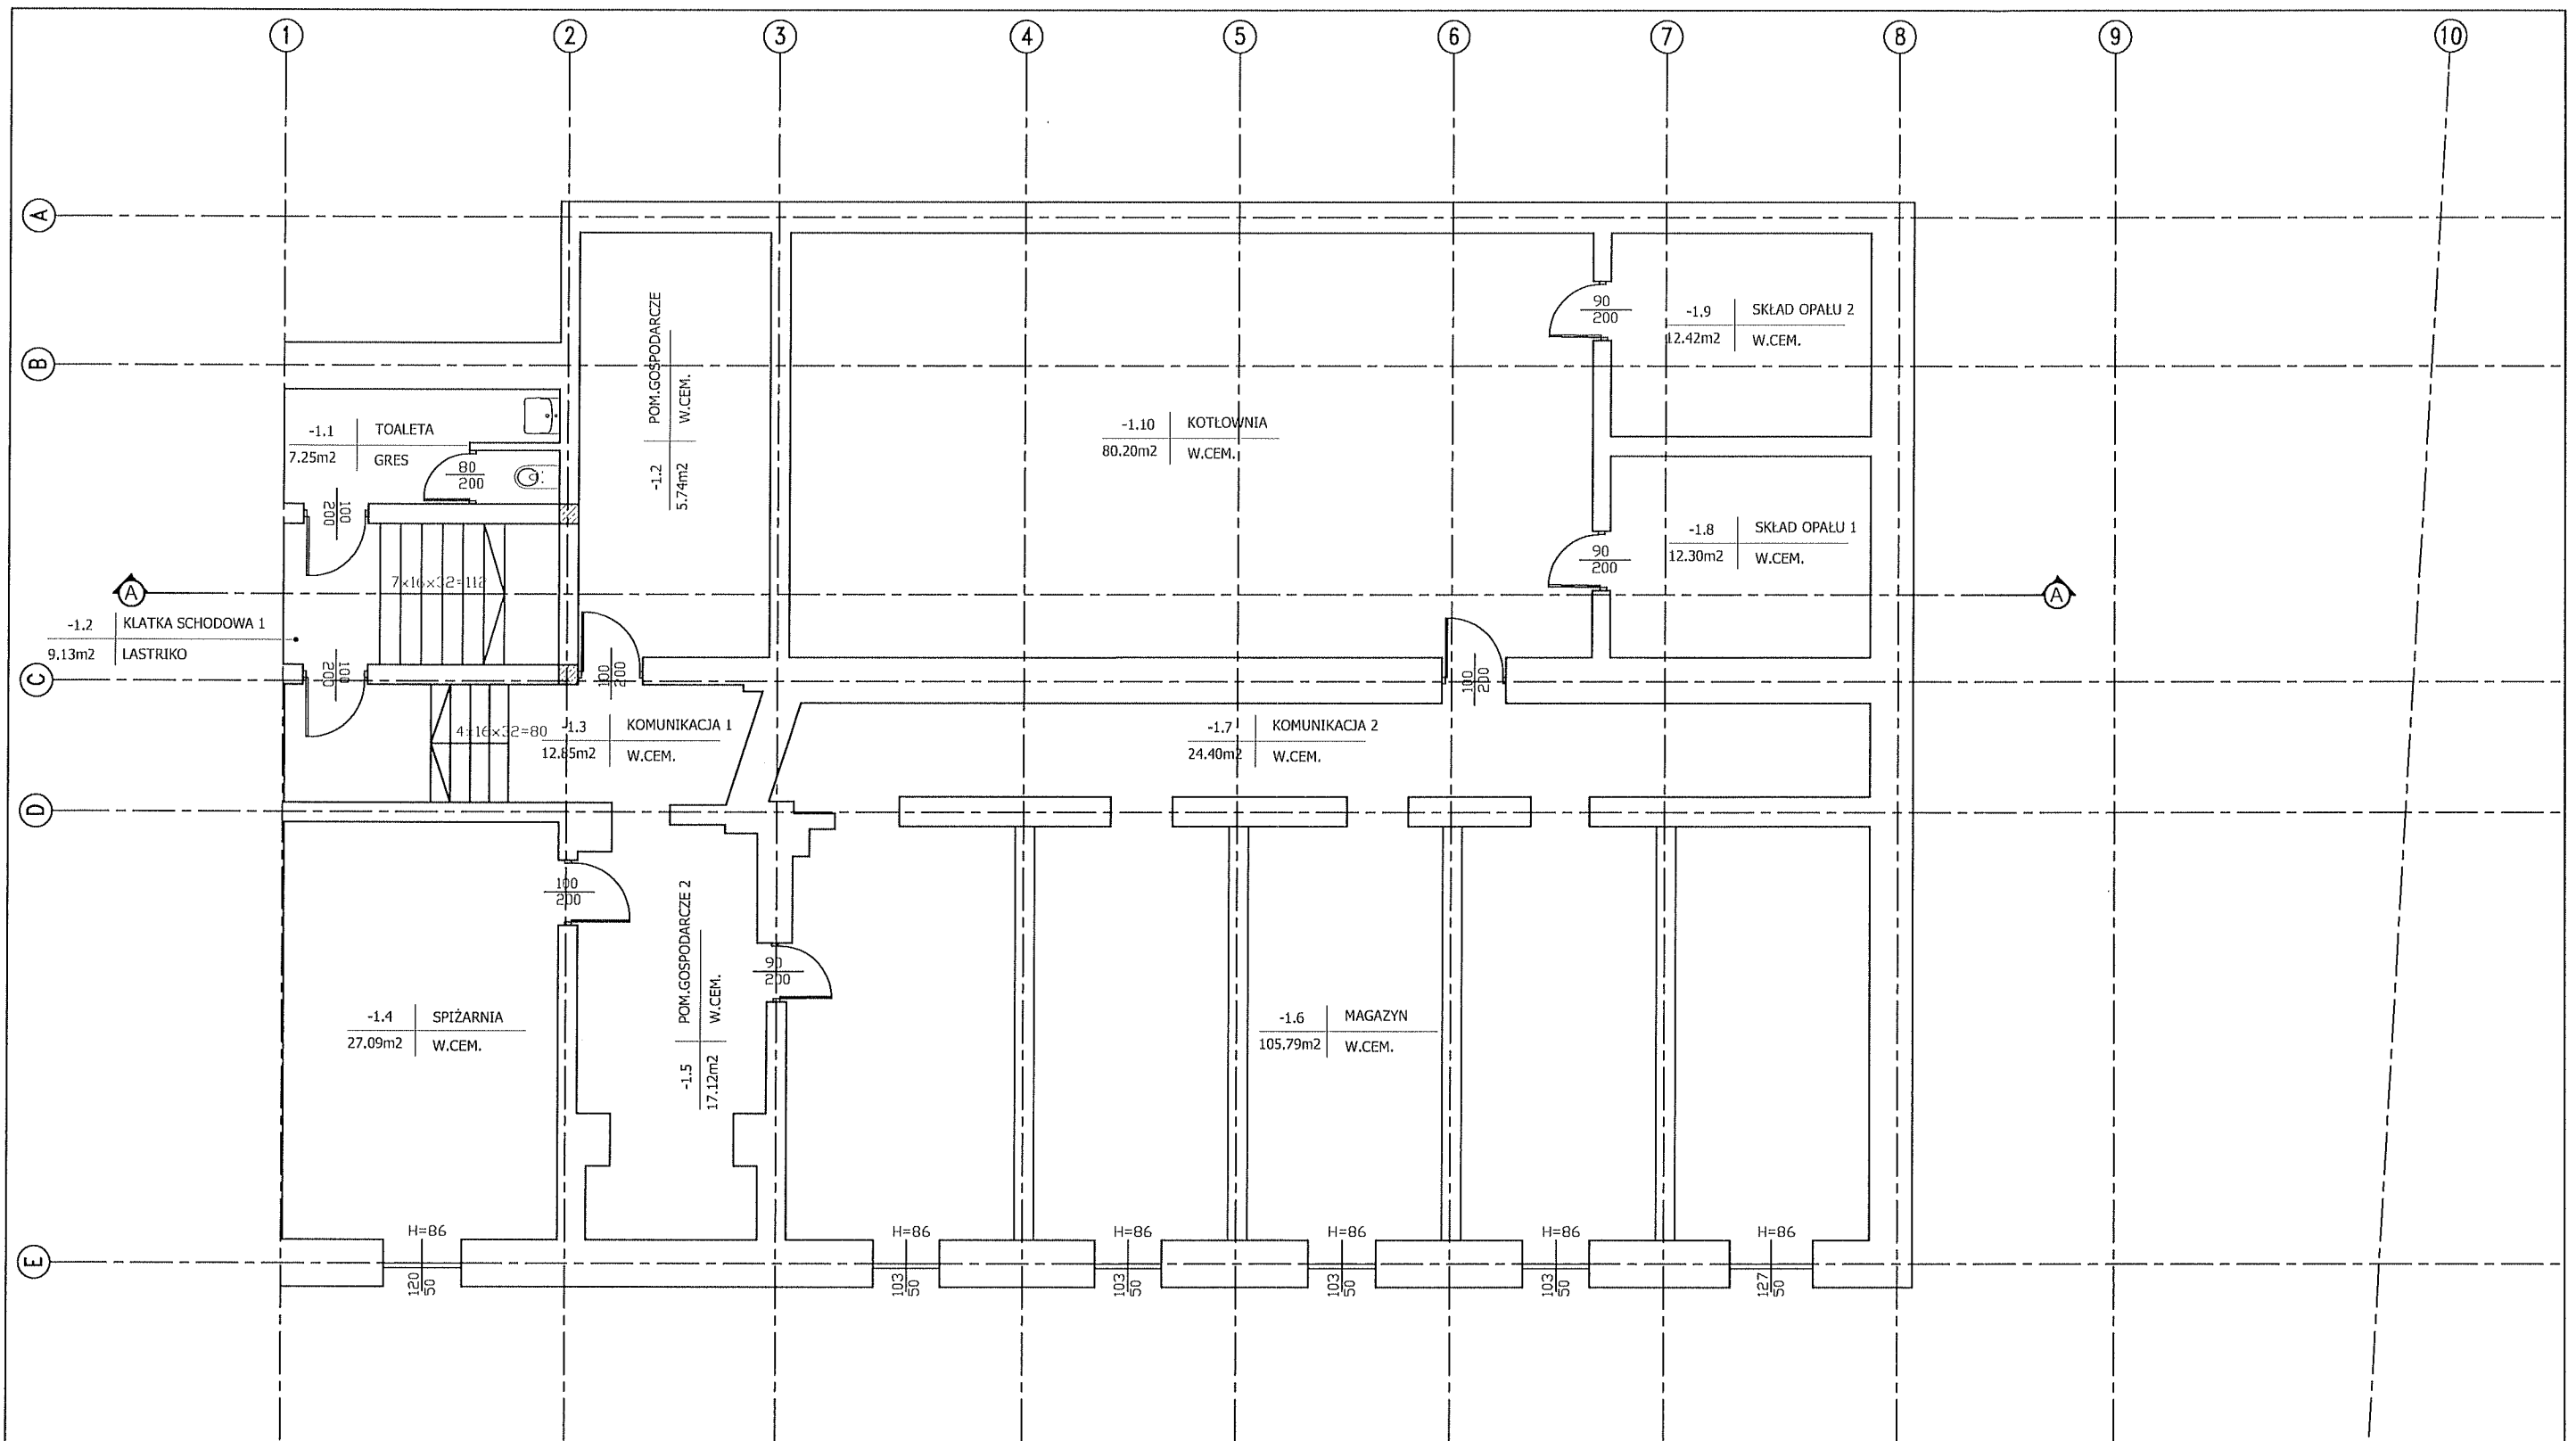 1 2 3 4 5 6 7 8 9 10
A
B
C
D
E
-1.1 TOALETA
7.25m2 GRES
80
200
100
200
7x16x32=112
A
A
-1.2 KLATKA SCHODOWA 1
9.13m2 LASTRIKO
100
200
4x16x32=80
POM.GOSPODARCZE -1.2
W.CEM. 5.74m2
100
200
-1.10 KOTŁOWNIA
80.20m2 W.CEM.
90
200
-1.9 SKŁAD OPAŁU 2
12.42m2 W.CEM.
90
200
-1.8 SKŁAD OPAŁU 1
12.30m2 W.CEM.
100
200
-1.3 KOMUNIKACJA 1
12.85m2 W.CEM.
-1.7 KOMUNIKACJA 2
24.40m2 W.CEM.
100
200
90
200
-1.4 SPIŻARNIA
27.09m2 W.CEM.
-1.5 POM.GOSPODARCZE 2
17.12m2 W.CEM.
-1.6 MAGAZYN
105.79m2 W.CEM.
H=86
120
50
H=86
103
50
H=86
103
50
H=86
103
50
H=86
103
50
H=86
127
50